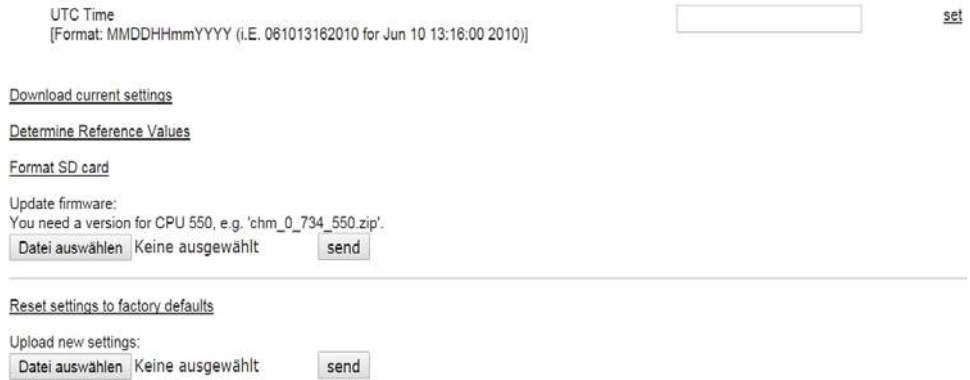 UTC Time set
[Format: MMDDHHmmYYYY (i.E. 061013162010 for Jun 10 13:16:00 2010)]
Download current settings
Determine Reference Values
Format SD card
Update firmware:
You need a version for CPU 550, e.g. 'chm_0_734_550.zip'.
Datei auswählen Keine ausgewählt send
Reset settings to factory defaults
Upload new settings:
Datei auswählen Keine ausgewählt send